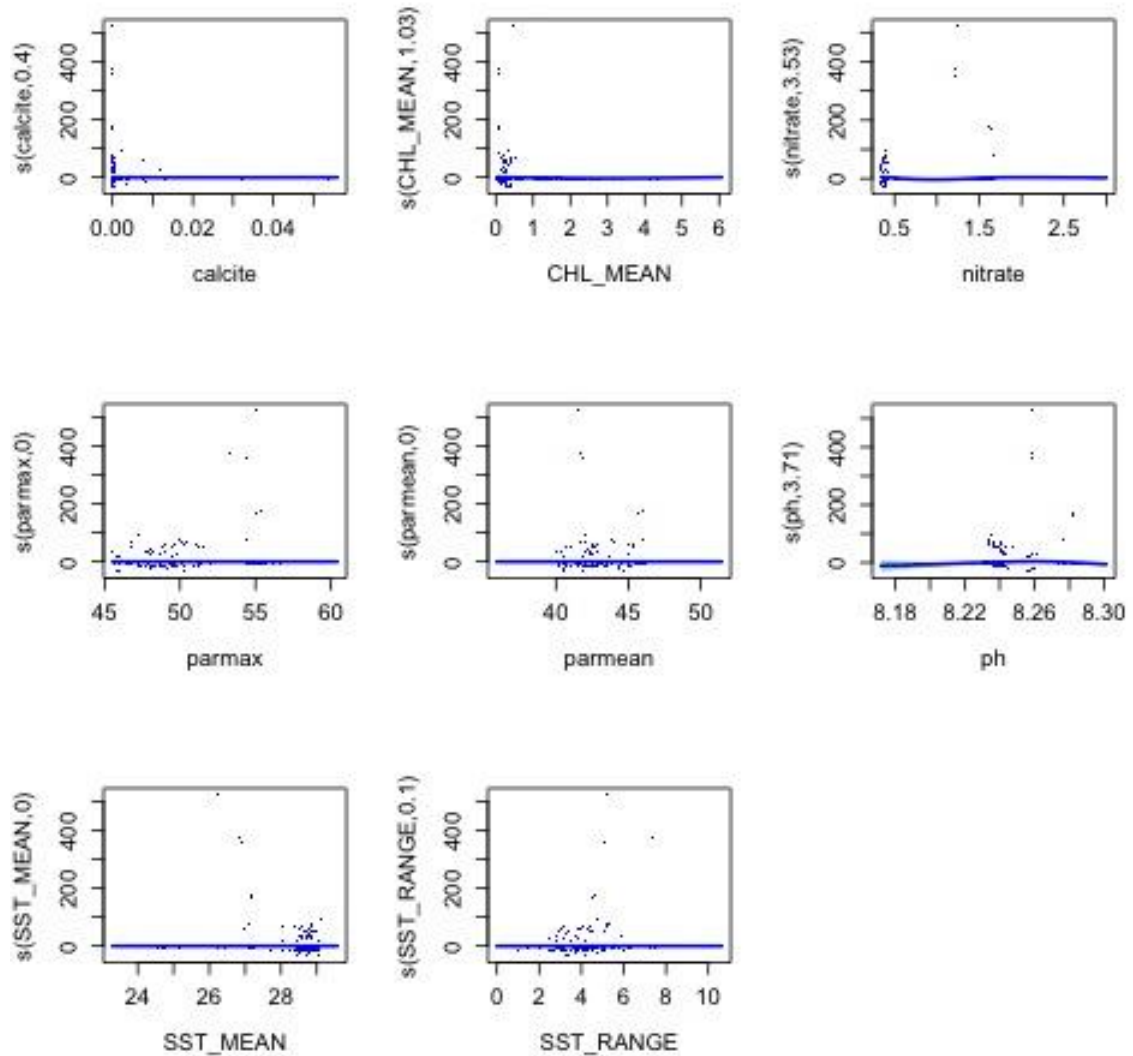 s(calcite,0.4)
0 200 400
0.00 0.02 0.04
calcite
s(CHL_MEAN,1.03)
0 200 400
0 1 2 3 4 5 6
CHL_MEAN
s(nitrate,3.53)
0 200 400
0.5 1.5 2.5
nitrate
s(parmax,0)
0 200 400
45 50 55 60
parmax
s(parmean,0)
0 200 400
40 45 50
parmean
s(ph,3.71)
0 200 400
8.18 8.22 8.26 8.30
ph
s(SST_MEAN,0)
0 200 400
24 26 28
SST_MEAN
s(SST_RANGE,0.1)
0 200 400
0 2 4 6 8 10
SST_RANGE